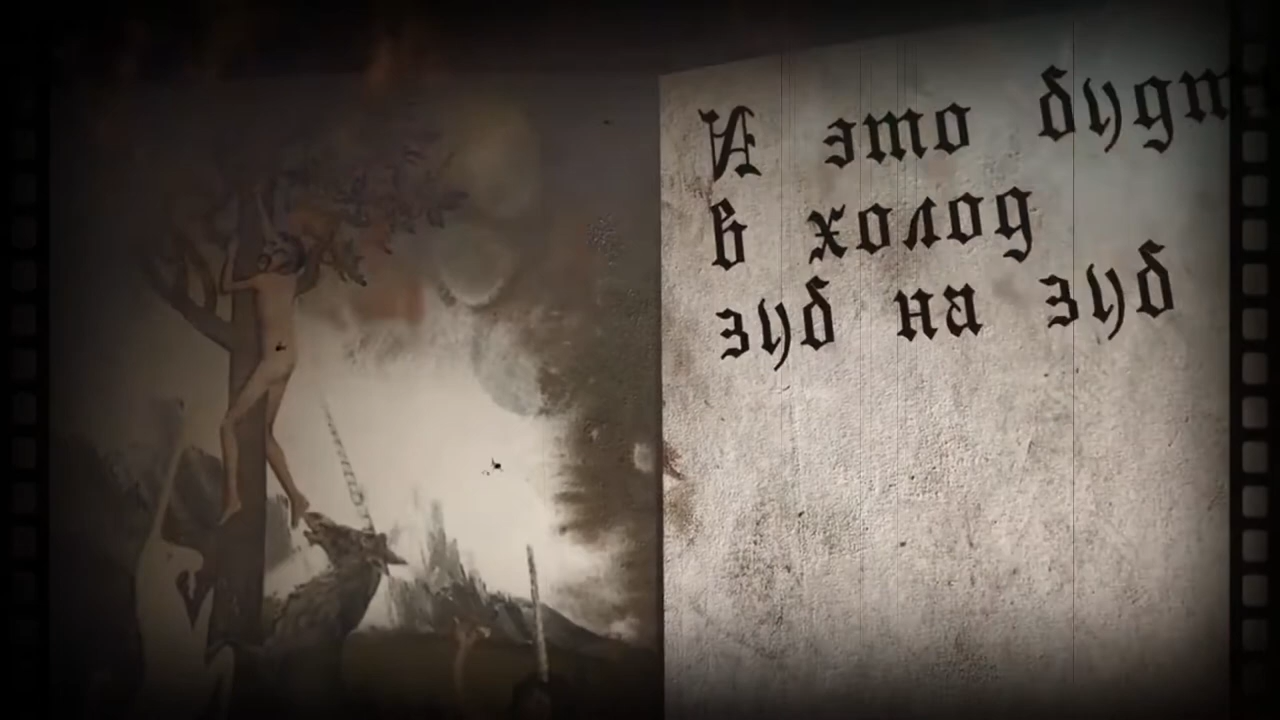 И это будт
в холод
зуб на зуб